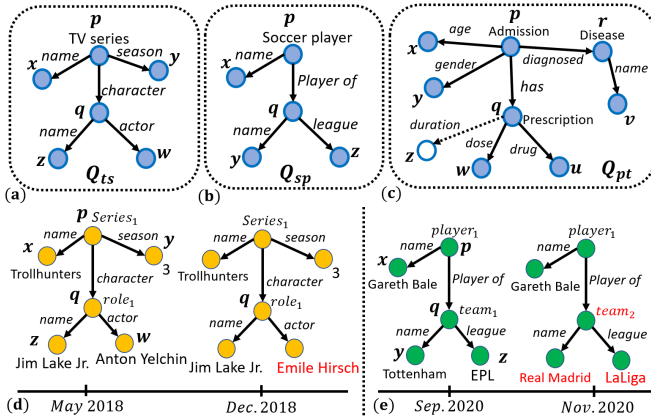 p
TV series
name
season
x
y
character
q
name
actor
z
w
(a)
Q_ts
p
Soccer player
name
x
Player of
q
name
league
y
z
(b)
Q_sp
p
r
Admission
Disease
age
x
diagnosed
gender
name
y
has
v
q
Prescription
duration
z
dose
drug
w
u
(c)
Q_pt
p
Series_1
x
name
season
y
Trollhunters
3
character
q
role_1
name
actor
z
w
Jim Lake Jr.
Anton Yelchin
Series_1
name
season
Trollhunters
3
character
q
role_1
name
actor
Jim Lake Jr.
Emile Hirsch
(d)
May 2018
Dec. 2018
player_1
name
p
x
Gareth Bale
Player of
q
team_1
name
league
y
z
Tottenham
EPL
player_1
name
Gareth Bale
Player of
team_2
name
league
Real Madrid
LaLiga
(e)
Sep. 2020
Nov. 2020